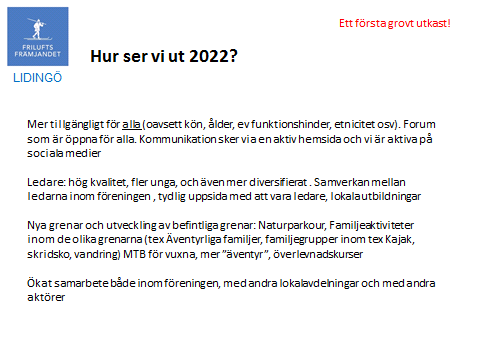 Ett första grovt utkast!
FRILUFTS
FRÄMJANDET
LIDINGÖ
Hur ser vi ut 2022?
Mer tillgängligt för alla (oavsett kön, ålder, ev funktionshinder, etnicitet osv). Forum
som är öppna för alla. Kommunikation sker via en aktiv hemsida och vi är aktiva på
sociala medier
Ledare: hög kvalitet, fler unga, och även mer diversifierat . Samverkan mellan
ledarna inom föreningen , tydlig uppsida med att vara ledare, lokala utbildningar
Nya grenar och utveckling av befintliga grenar: Naturparkour, Familjeaktiviteter
inom de olika grenarna (tex Äventyrliga familjer, familjegrupper inom tex Kajak,
skridsko, vandring) MTB för vuxna, mer "äventyr", överlevnadskurser
Ökat samarbete både inom föreningen, med andra lokalavdelningar och med andra
aktörer